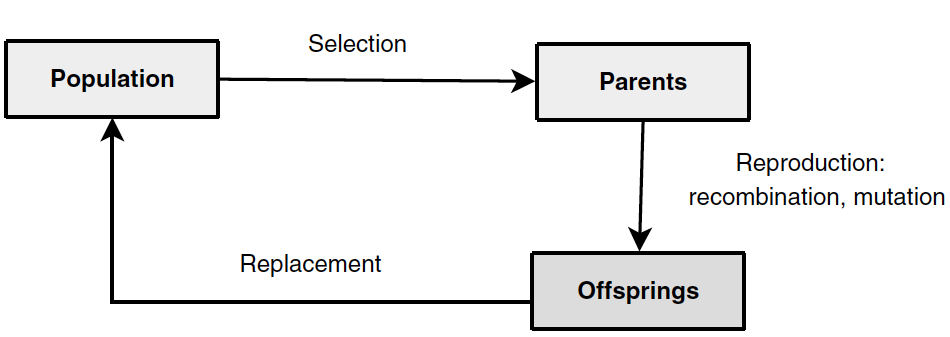 Selection
Population
Parents
Reproduction:
recombination, mutation
Replacement
Offsprings